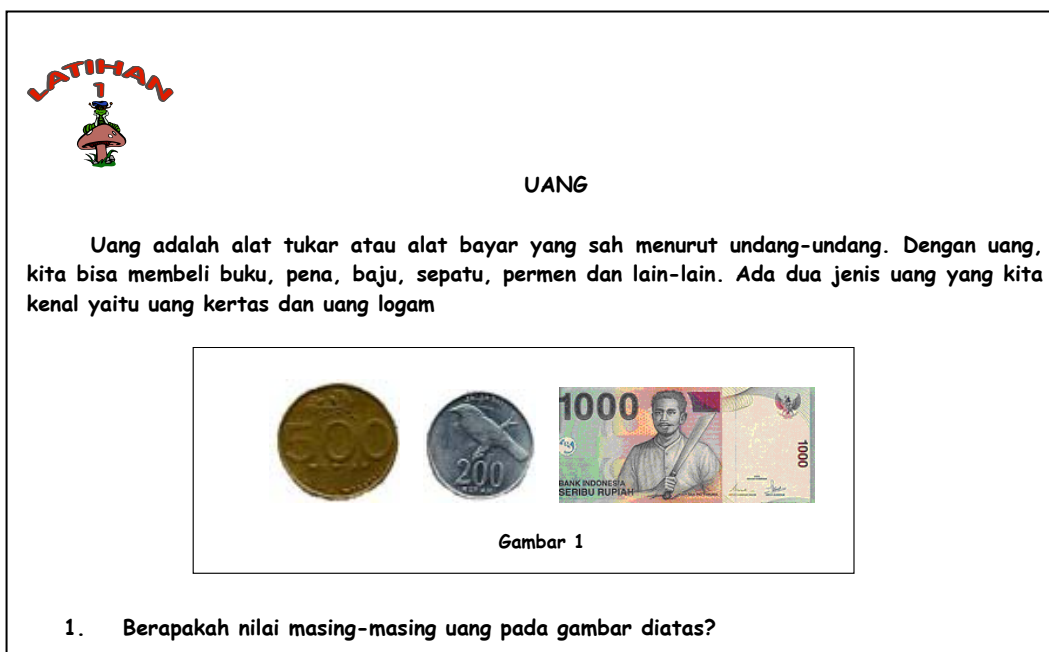 LATIHAN
1
UANG
Uang adalah alat tukar atau alat bayar yang sah menurut undang-undang. Dengan uang,
kita bisa membeli buku, pena, baju, sepatu, permen dan lain-lain. Ada dua jenis uang yang kita
kenal yaitu uang kertas dan uang logam
500
200
RUPIAH
1000
1000
BANK INDONESIA
SERIBU RUPIAH
Gambar 1
1. Berapakah nilai masing-masing uang pada gambar diatas?